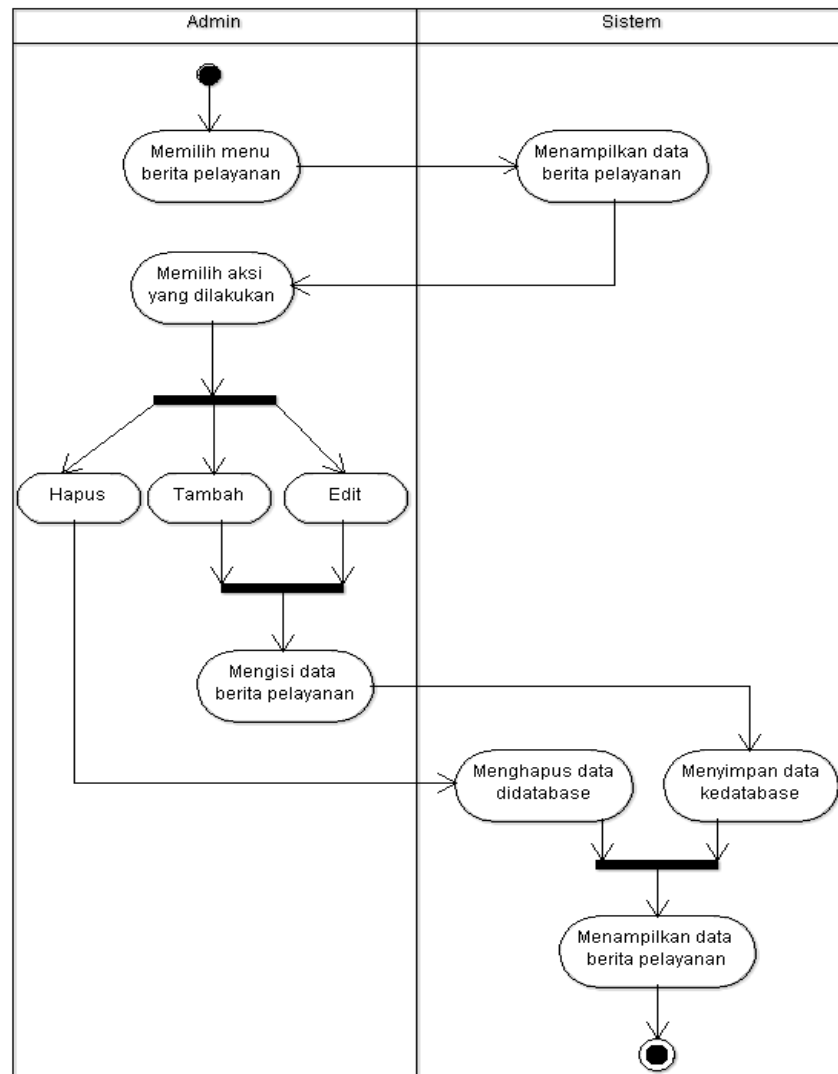 Admin
Sistem
Memilih menu
berita pelayanan
Menampilkan data
berita pelayanan
Memilih aksi
yang dilakukan
Hapus
Tambah
Edit
Mengisi data
berita pelayanan
Menghapus data
didatabase
Menyimpan data
kedatabase
Menampilkan data
berita pelayanan